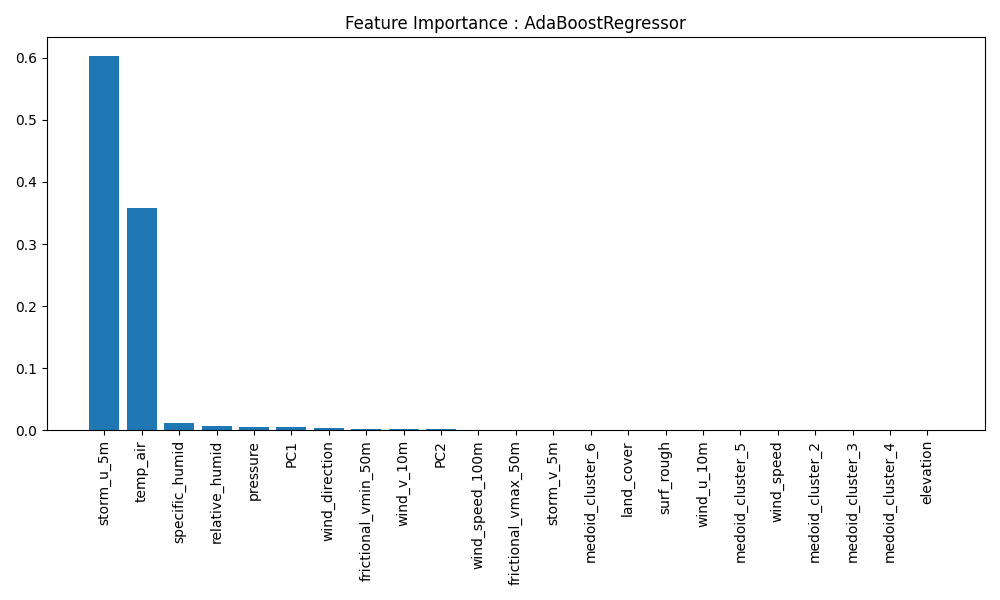 Feature Importance : AdaBoostRegressor
0.6
0.5
0.4
0.3
0.2
0.1
0.0
storm_u_5m
temp_air
specific_humid
relative_humid
pressure
PC1
wind_direction
frictional_vmin_50m
wind_v_10m
PC2
wind_speed_100m
frictional_vmax_50m
storm_v_5m
medoid_cluster_6
land_cover
surf_rough
wind_u_10m
medoid_cluster_5
wind_speed
medoid_cluster_2
medoid_cluster_3
medoid_cluster_4
elevation